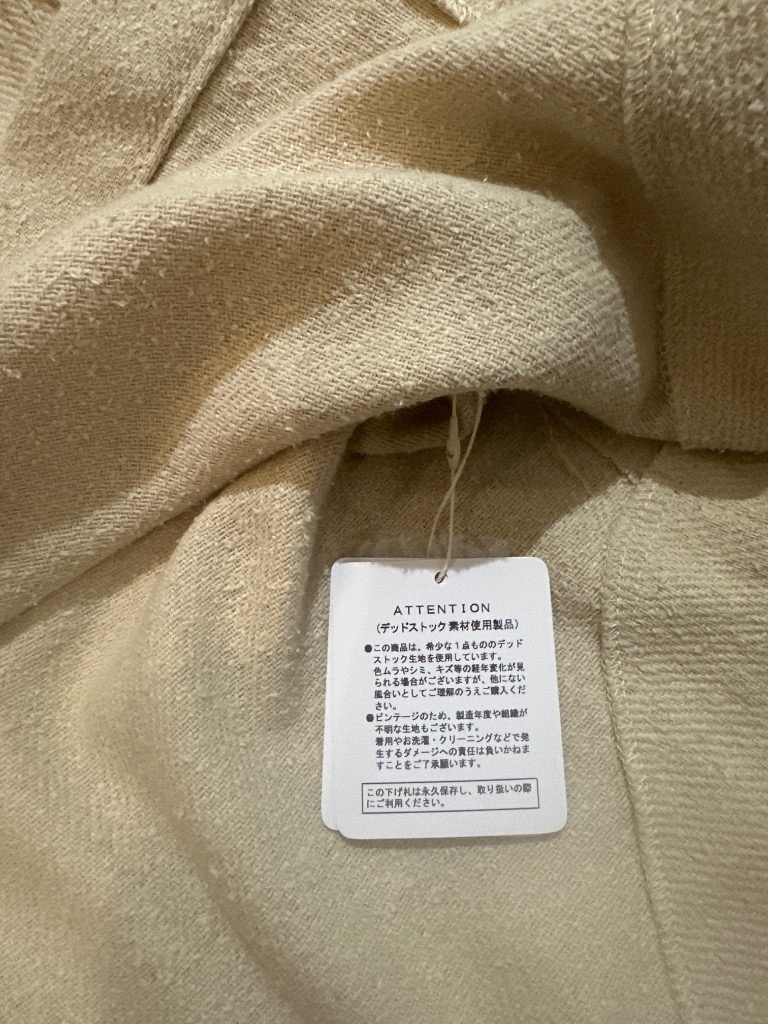 ATTENTION
(デッドストック素材使用製品)
●この商品は、希少な1点もののデッド
ストック生地を使用しています。
色ムラやシミ、キズ等の経年変化が見
られる場合がございますが、他にない
風合いとしてご理解のうえご購入くだ
さい。
●ビンテージのため、製造年度や組織が
不明な生地もございます。
着用やお洗濯・クリーニングなどで発
生するダメージへの責任は負いかねま
すことをご了承願います。
この下げ札は永久保存し、取り扱いの際
にご利用ください。